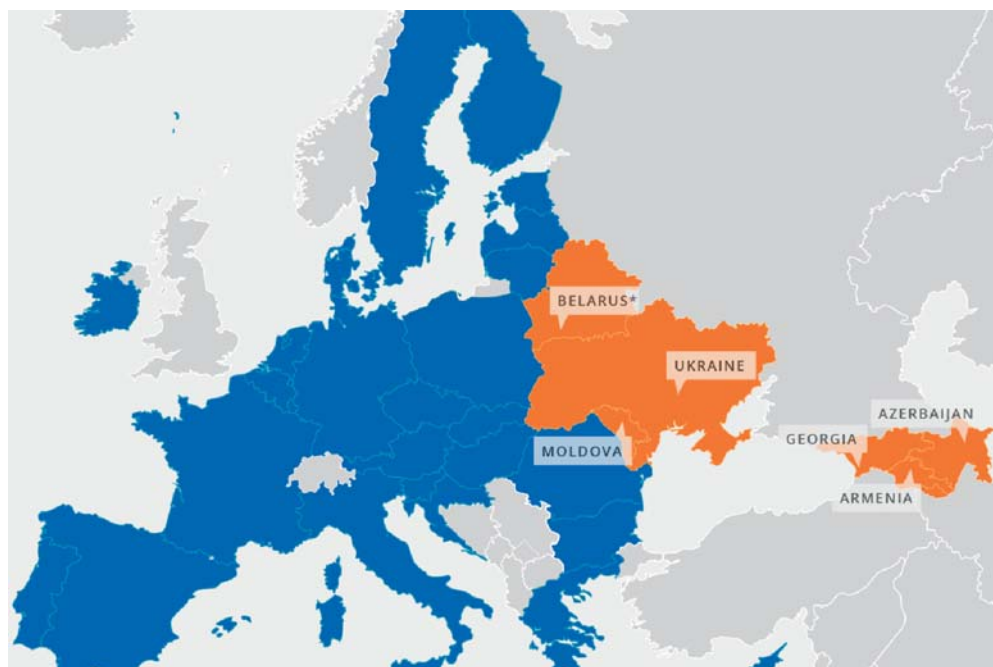 BELARUS*
UKRAINE
AZERBAIJAN
GEORGIA
MOLDOVA
ARMENIA